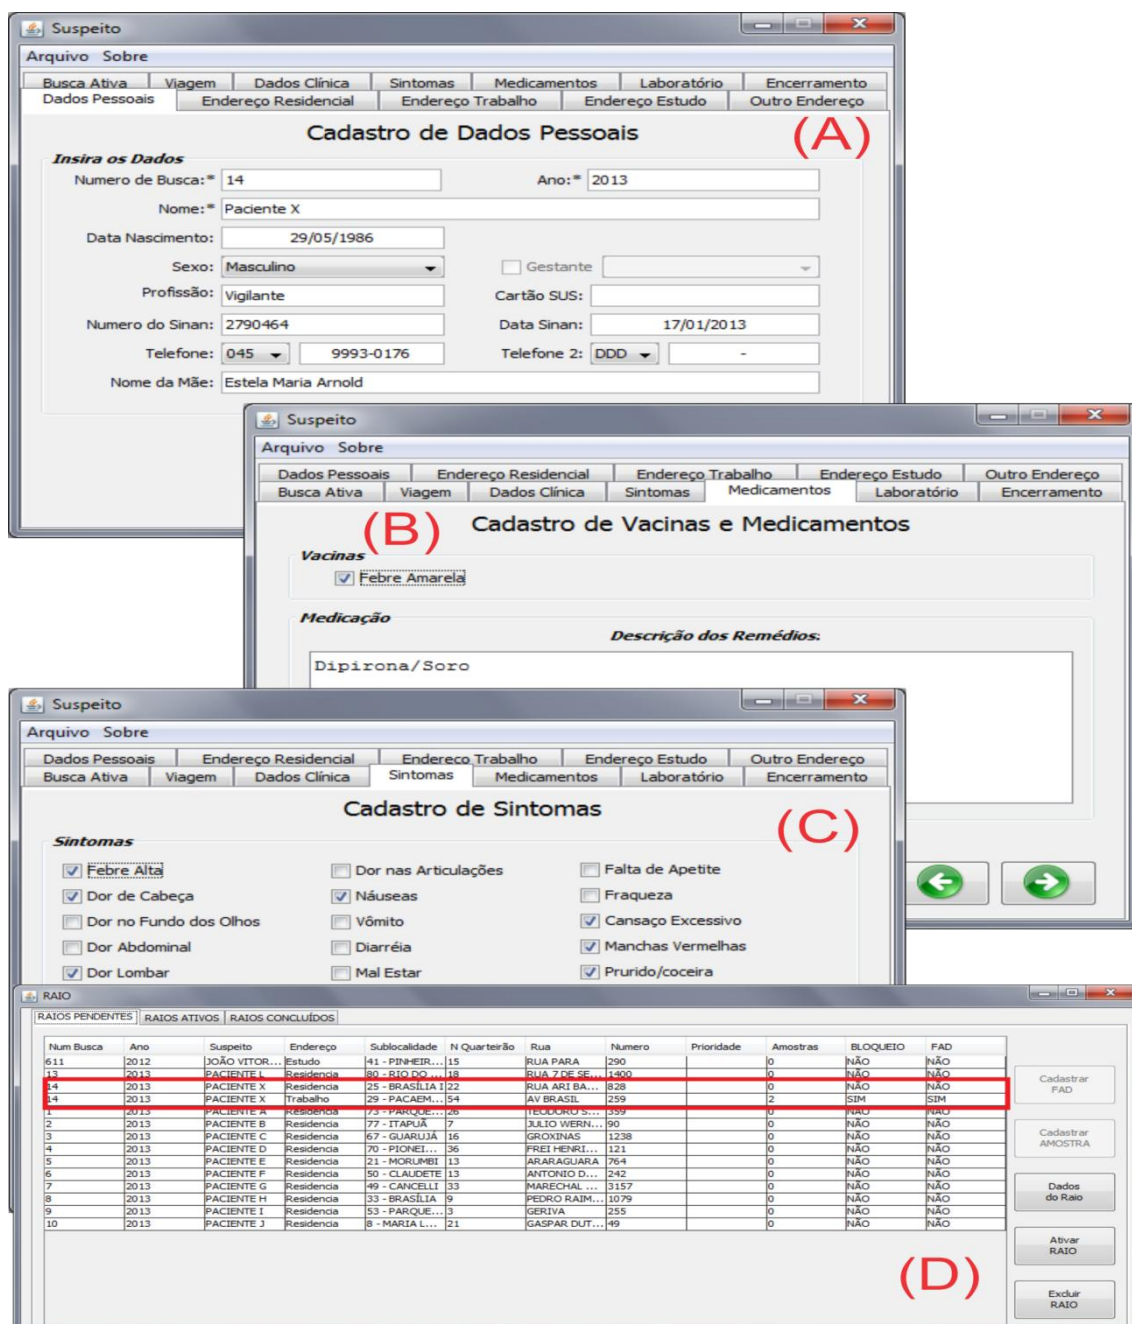 Suspeito
Arquivo Sobre
Busca Ativa Viagem Dados Clínica Sintomas Medicamentos Laboratório Encerramento
Dados Pessoais Endereço Residencial Endereço Trabalho Endereço Estudo Outro Endereço
Cadastro de Dados Pessoais
(A)
Insira os Dados
Numero de Busca:* 14 Ano:* 2013
Nome:* Paciente X
Data Nascimento: 29/05/1986
Sexo: Masculino Gestante
Profissão: Vigilante Cartão SUS:
Numero do Sinan: 2790464 Data Sinan: 17/01/2013
Telefone: 045 9993-0176 Telefone 2: DDD -
Nome da Mãe: Estela Maria Arnold
Suspeito
Arquivo Sobre
Dados Pessoais Endereço Residencial Endereço Trabalho Endereço Estudo Outro Endereço
Busca Ativa Viagem Dados Clínica Sintomas Medicamentos Laboratório Encerramento
(B)
Cadastro de Vacinas e Medicamentos
Vacinas
Febre Amarela
Medicação
Descrição dos Remédios:
Dipirona/Soro
Suspeito
Arquivo Sobre
Dados Pessoais Endereço Residencial Endereço Trabalho Endereço Estudo Outro Endereço
Busca Ativa Viagem Dados Clínica Sintomas Medicamentos Laboratório Encerramento
Cadastro de Sintomas
(C)
Sintomas
Febre Alta Dor nas Articulações Falta de Apetite
Dor de Cabeça Náuseas Fraqueza
Dor no Fundo dos Olhos Vômito Cansaço Excessivo
Dor Abdominal Diarréia Manchas Vermelhas
Dor Lombar Mal Estar Prurido/coceira
RAIO
RAIOS PENDENTES RAIOS ATIVOS RAIOS CONCLUÍDOS
Num Busca Ano Suspeito Endereço Sublocalidade N Quarteirão Rua Numero Prioridade Amostras BLOQUEIO FAD
611 2012 JOÃO VITOR... Estudo 41 - PINHEIR... 15 RUA PARA 290 0 NÃO NÃO
13 2013 PACIENTE L Residencia 80 - RIO DO ... 18 RUA 7 DE SE... 1400 0 NÃO NÃO
14 2013 PACIENTE X Residencia 25 - BRASÍLIA I 22 RUA ARI BA... 828 0 NÃO NÃO
14 2013 PACIENTE X Trabalho 29 - PACAEM... 54 AV BRASIL 259 2 SIM SIM
1 2013 PACIENTE A Residencia 73 - PARQUE... 26 TEODORO S... 359 0 NÃO NÃO
2 2013 PACIENTE B Residencia 77 - ITAPUÃ 7 JULIO WERN... 90 0 NÃO NÃO
3 2013 PACIENTE C Residencia 67 - GUARUJÁ 16 GROXINAS 1238 0 NÃO NÃO
4 2013 PACIENTE D Residencia 70 - PIONEI... 36 FREI HENRI... 121 0 NÃO NÃO
5 2013 PACIENTE E Residencia 21 - MORUMBI 13 ARARAGUARA 764 0 NÃO NÃO
6 2013 PACIENTE F Residencia 50 - CLAUDETE 13 ANTONIO D... 242 0 NÃO NÃO
7 2013 PACIENTE G Residencia 49 - CANCELLI 33 MARECHAL ... 3157 0 NÃO NÃO
8 2013 PACIENTE H Residencia 33 - BRASÍLIA 9 PEDRO RAIM... 1079 0 NÃO NÃO
9 2013 PACIENTE I Residencia 53 - PARQUE... 3 GERIVA 255 0 NÃO NÃO
10 2013 PACIENTE J Residencia 8 - MARIA L... 21 GASPAR DUT... 49 0 NÃO NÃO
Cadastrar
FAD
Cadastrar
AMOSTRA
Dados
do Raio
Ativar
RAIO
Excluir
RAIO
(D)